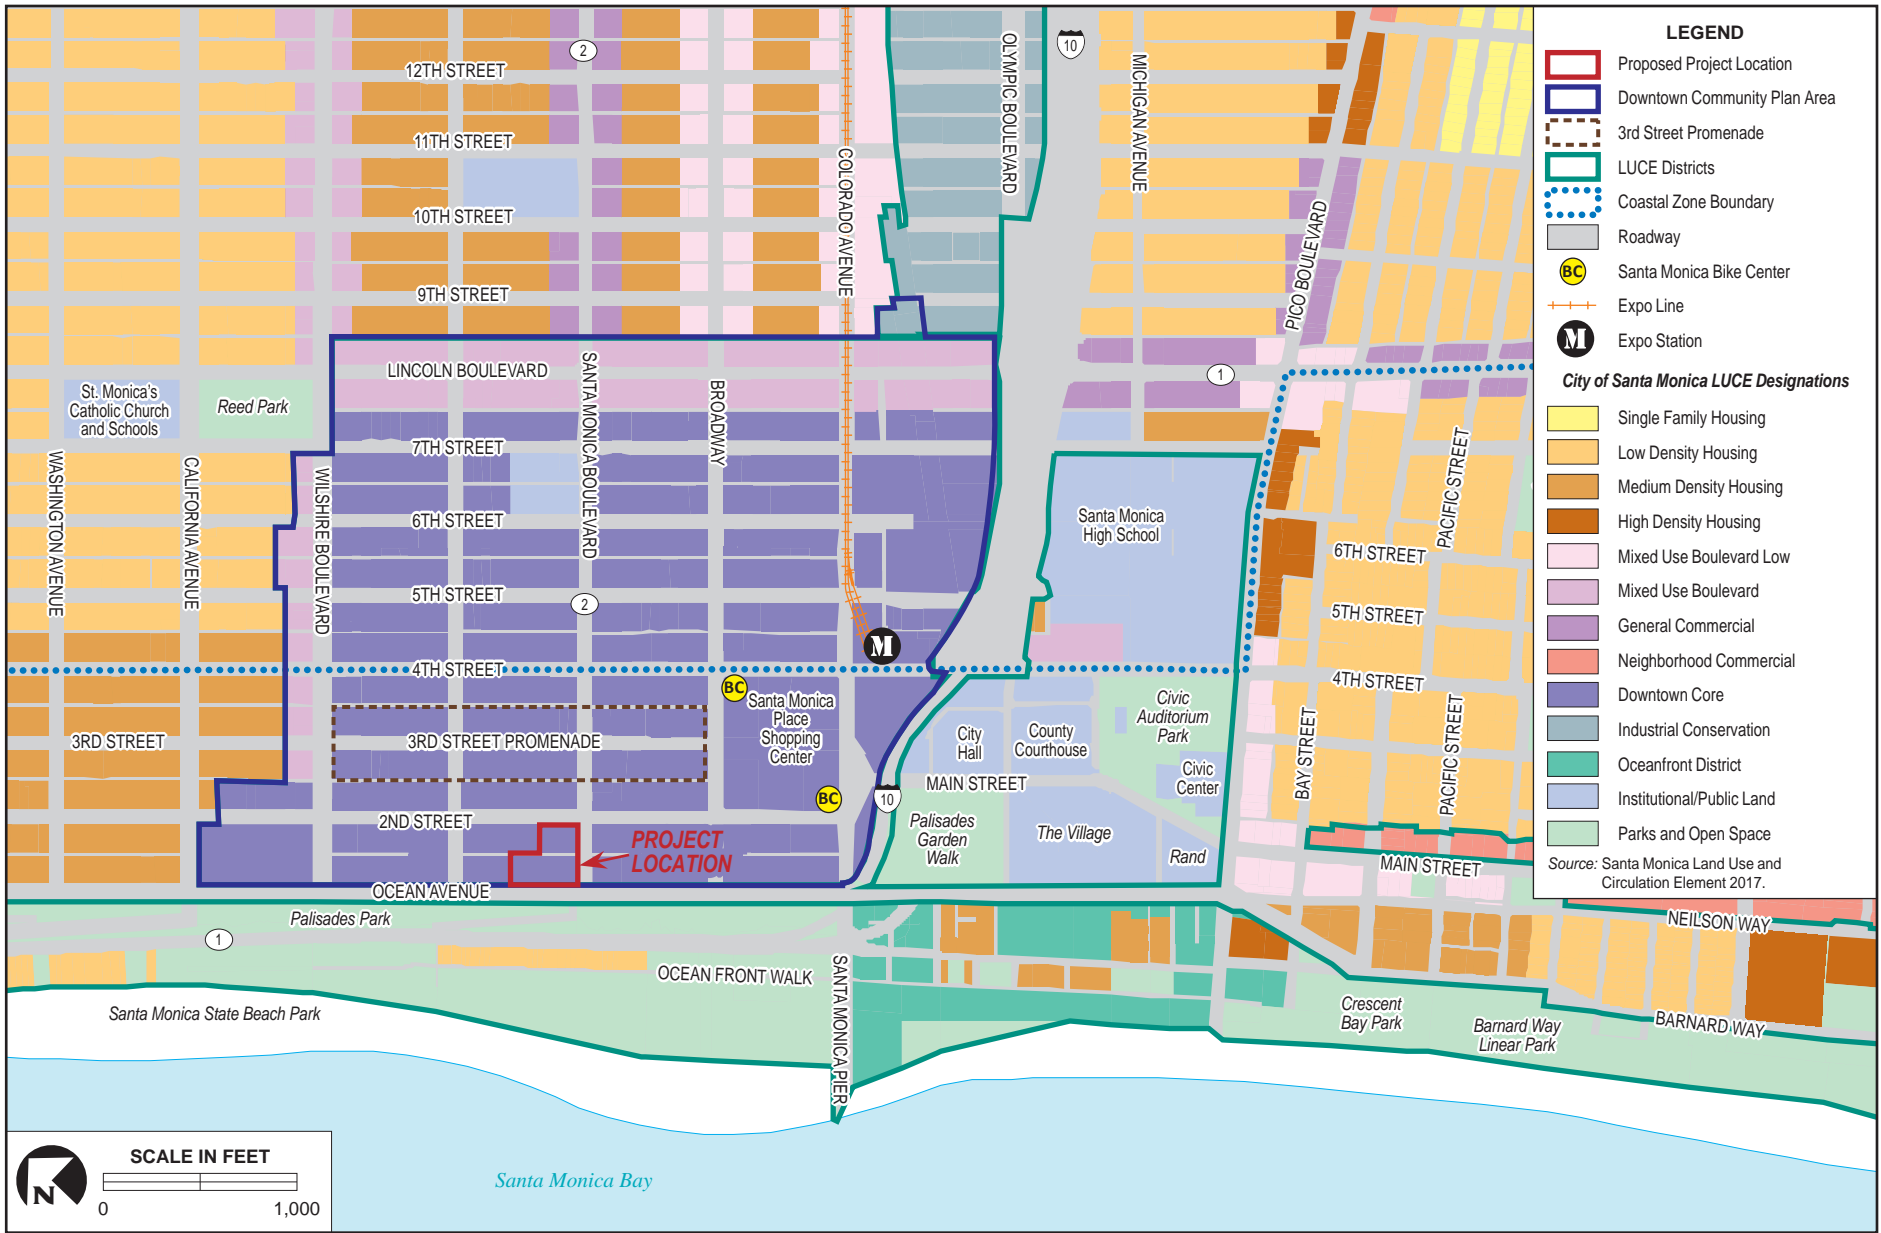 12TH STREET
2
11TH STREET
10TH STREET
9TH STREET
COLORADO AVENUE
OLYMPIC BOULEVARD
10
MICHIGAN AVENUE
PICO BOULEVARD
LINCOLN BOULEVARD
SANTA MONICA BOULEVARD
BROADWAY
1
St. Monica's
Catholic Church
and Schools
Reed Park
7TH STREET
WASHINGTON AVENUE
CALIFORNIA AVENUE
WILSHIRE BOULEVARD
6TH STREET
Santa Monica
High School
PACIFIC STREET
6TH STREET
5TH STREET
2
5TH STREET
M
4TH STREET
4TH STREET
BC
Santa Monica
Place
Shopping
Center
Civic
Auditorium
Park
City
Hall
County
Courthouse
BAY STREET
PACIFIC STREET
3RD STREET
3RD STREET PROMENADE
MAIN STREET
Civic
Center
BC
10
2ND STREET
PROJECT
LOCATION
Palisades
Garden
Walk
The Village
Rand
MAIN STREET
OCEAN AVENUE
Palisades Park
NEILSON WAY
1
OCEAN FRONT WALK
SANTA MONICA PIER
Santa Monica State Beach Park
Crescent
Bay Park
Barnard Way
Linear Park
BARNARD WAY
Santa Monica Bay
N
SCALE IN FEET
0
1,000
LEGEND
Proposed Project Location
Downtown Community Plan Area
3rd Street Promenade
LUCE Districts
Coastal Zone Boundary
Roadway
BC
Santa Monica Bike Center
Expo Line
M
Expo Station
City of Santa Monica LUCE Designations
Single Family Housing
Low Density Housing
Medium Density Housing
High Density Housing
Mixed Use Boulevard Low
Mixed Use Boulevard
General Commercial
Neighborhood Commercial
Downtown Core
Industrial Conservation
Oceanfront District
Institutional/Public Land
Parks and Open Space
Source: Santa Monica Land Use and
Circulation Element 2017.